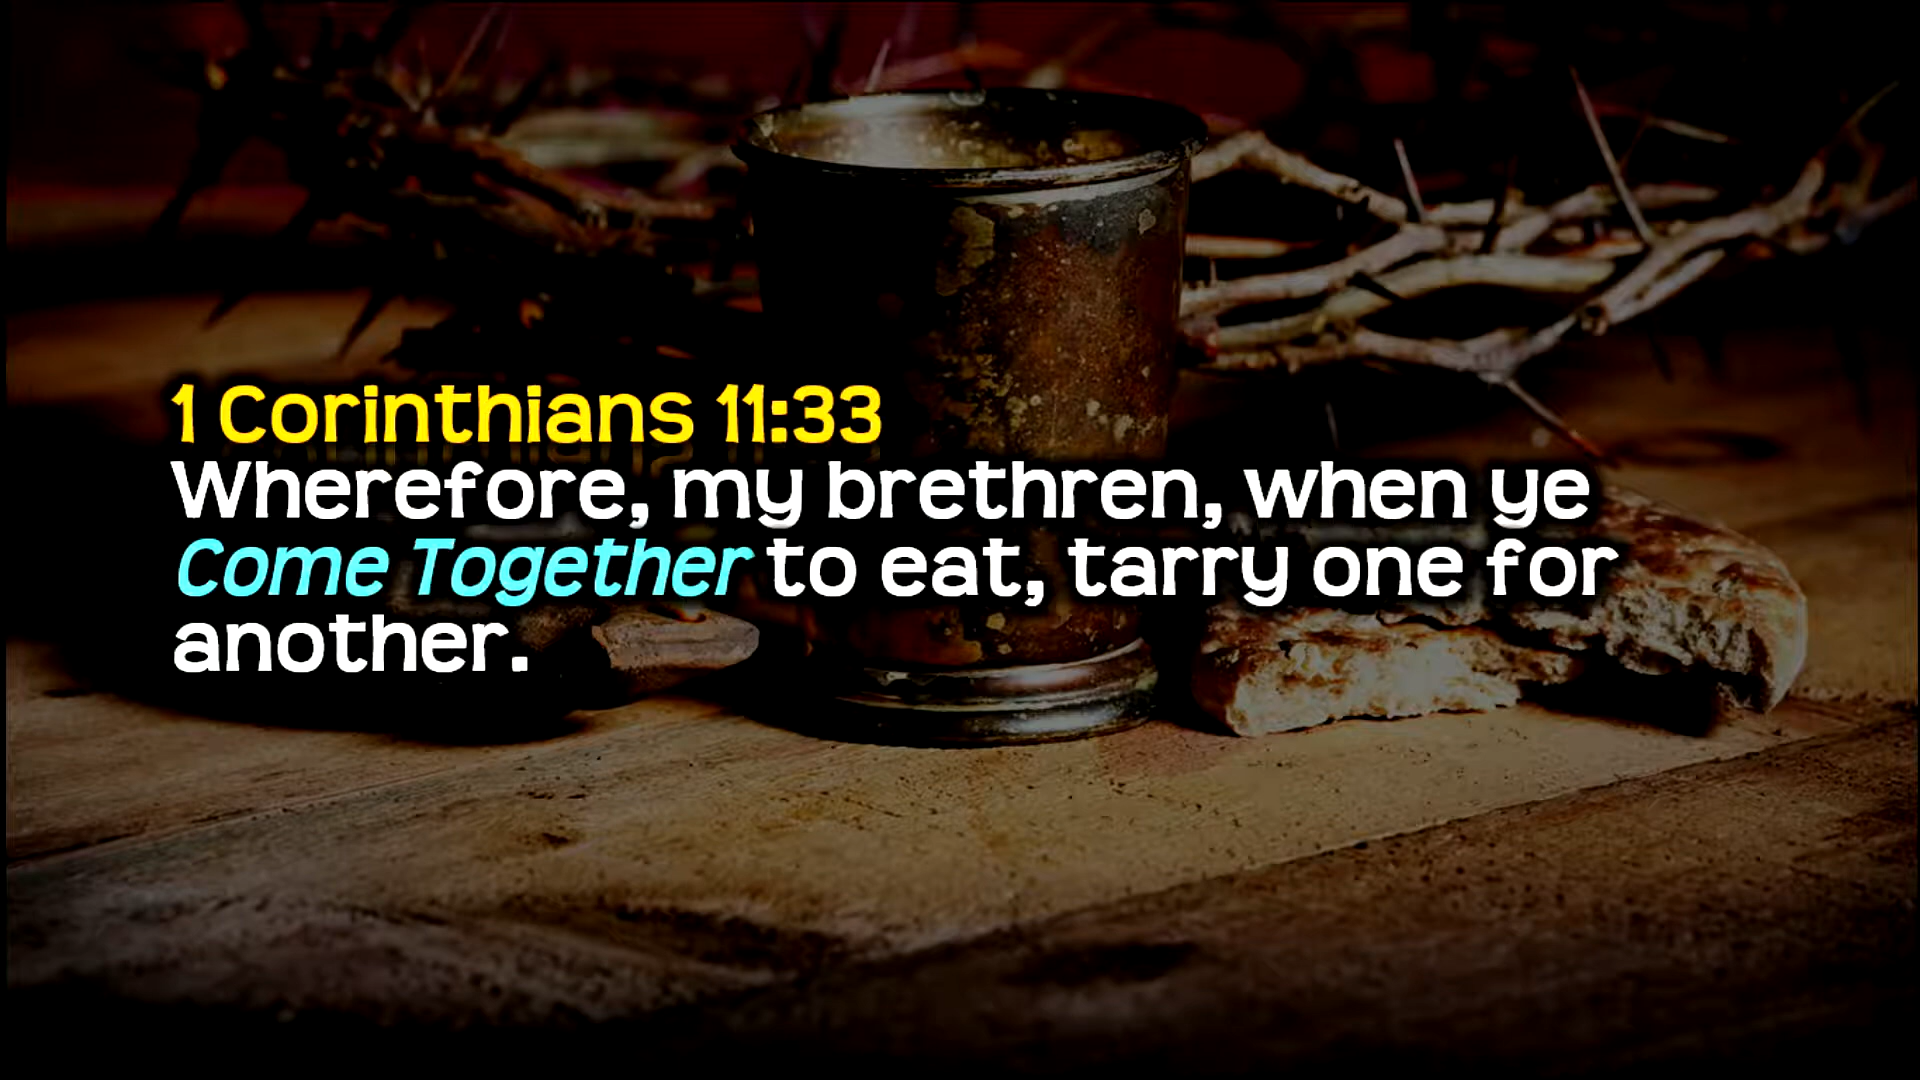 1 Corinthians 11:33
Wherefore, my brethren, when ye
Come Together to eat, tarry one for
another.